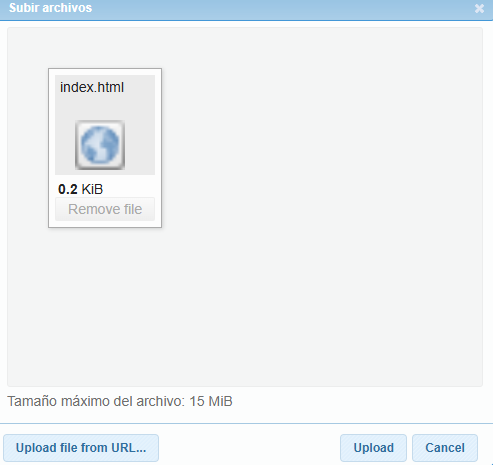 Subir archivos
index.html
0.2 KiB
Remove file
Tamaño máximo del archivo: 15 MiB
Upload file from URL...
Upload
Cancel